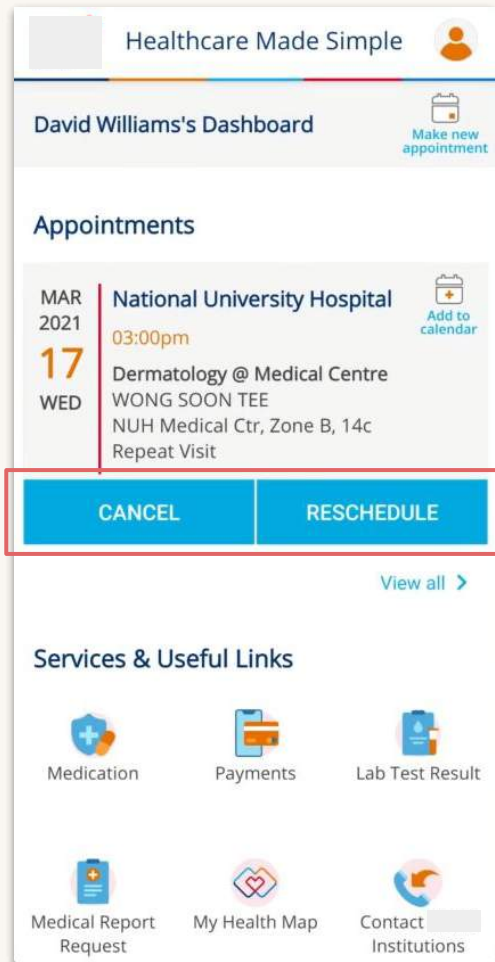 Healthcare Made Simple
David Williams's Dashboard
Make new
appointment
Appointments
MAR
2021
17
WED
National University Hospital
03:00pm
Dermatology @ Medical Centre
WONG SOON TEE
NUH Medical Ctr, Zone B, 14c
Repeat Visit
Add to
calendar
CANCEL
RESCHEDULE
View all
Services & Useful Links
Medication
Payments
Lab Test Result
Medical Report
Request
My Health Map
Contact
Institutions